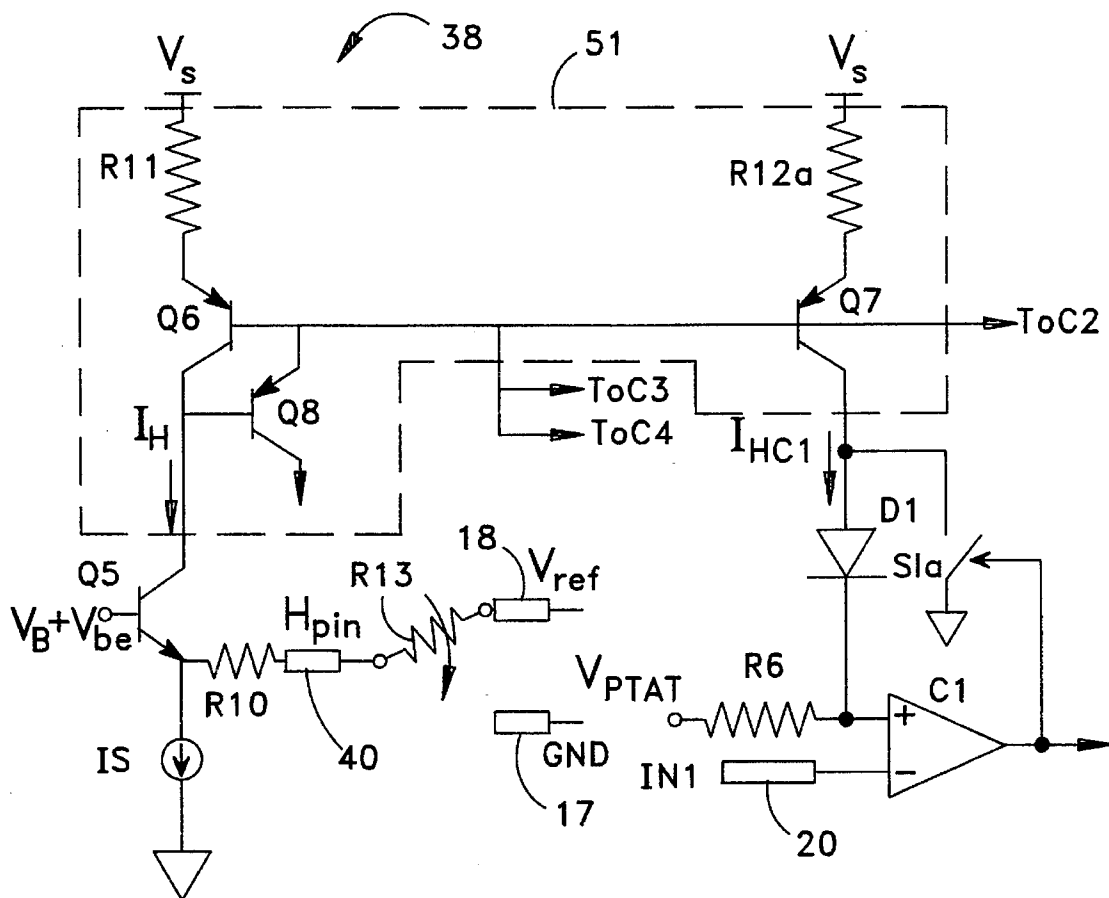 38
51
Vs
Vs
R11
R12a
Q6
Q7
ToC2
Q8
ToC3
ToC4
IH
IHC1
D1
Q5
18
Vref
R13
SIa
VB+Vbe
Hpin
R10
VPTAT
R6
C1
+
IS
40
GND
IN1
−
17
20